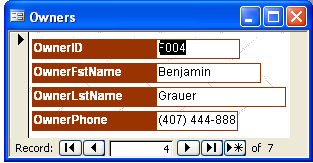 Owners
OwnerID F004
OwnerFstName Benjamin
OwnerLstName Grauer
OwnerPhone (407) 444-888
Record: 4 of 7